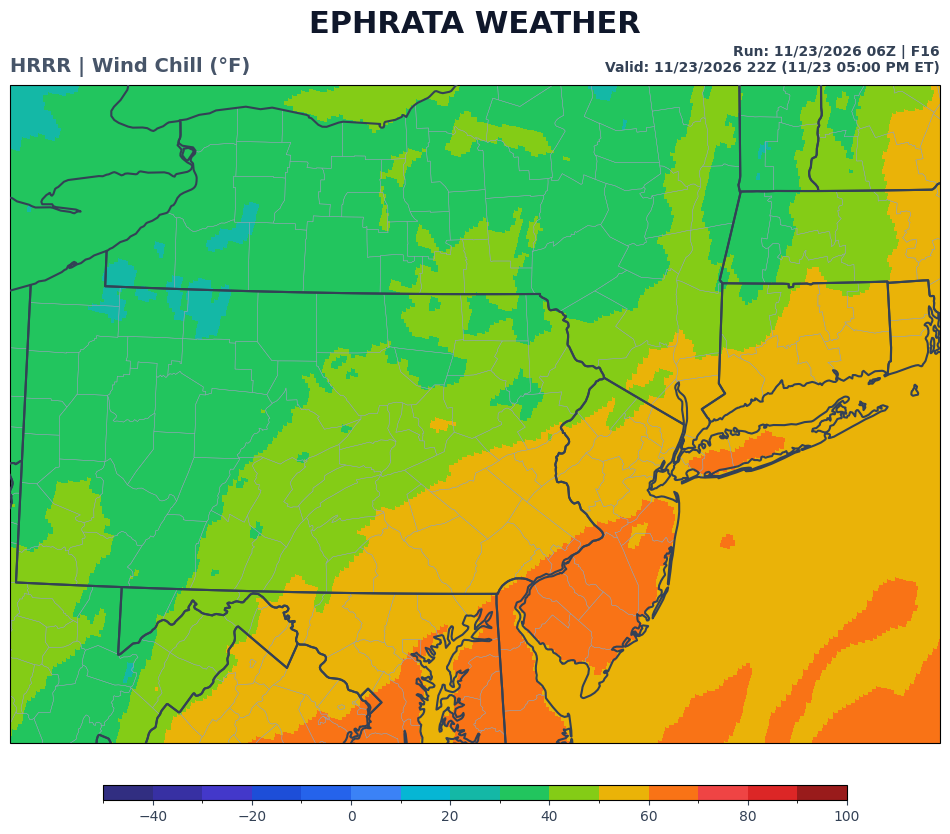 EPHRATA WEATHER
HRRR | Wind Chill (°F)
Run: 11/23/2026 06Z | F16
Valid: 11/23/2026 22Z (11/23 05:00 PM ET)
−40 −20 0 20 40 60 80 100